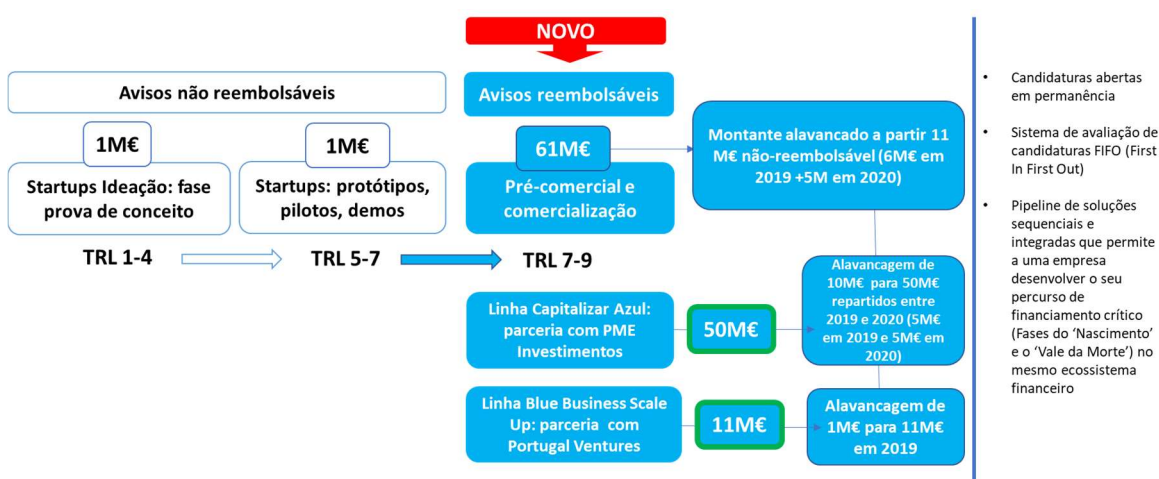 NOVO
Avisos não reembolsáveis
1M€
Startups Ideação: fase
prova de conceito
TRL 1-4
1M€
Startups: protótipos,
pilotos, demos
TRL 5-7
Avisos reembolsáveis
61M€
Pré-comercial e
comercialização
TRL 7-9
Montante alavancado a partir 11
M€ não-reembolsável (6M€ em
2019 +5M em 2020)
Linha Capitalizar Azul:
parceria com PME
Investimentos
50M€
Alavancagem de
10M€ para 50M€
repartidos entre
2019 e 2020 (5M€
em 2019 e 5M€ em
2020)
Linha Blue Business Scale
Up: parceria com
Portugal Ventures
11M€
Alavancagem de
1M€ para 11M€
em 2019
• Candidaturas abertas
em permanência
• Sistema de avaliação de
candidaturas FIFO (First
In First Out)
• Pipeline de soluções
sequenciais e
integradas que permite
a uma empresa
desenvolver o seu
percurso de
financiamento crítico
(Fases do ‘Nascimento’
e o ‘Vale da Morte’) no
mesmo ecossistema
financeiro